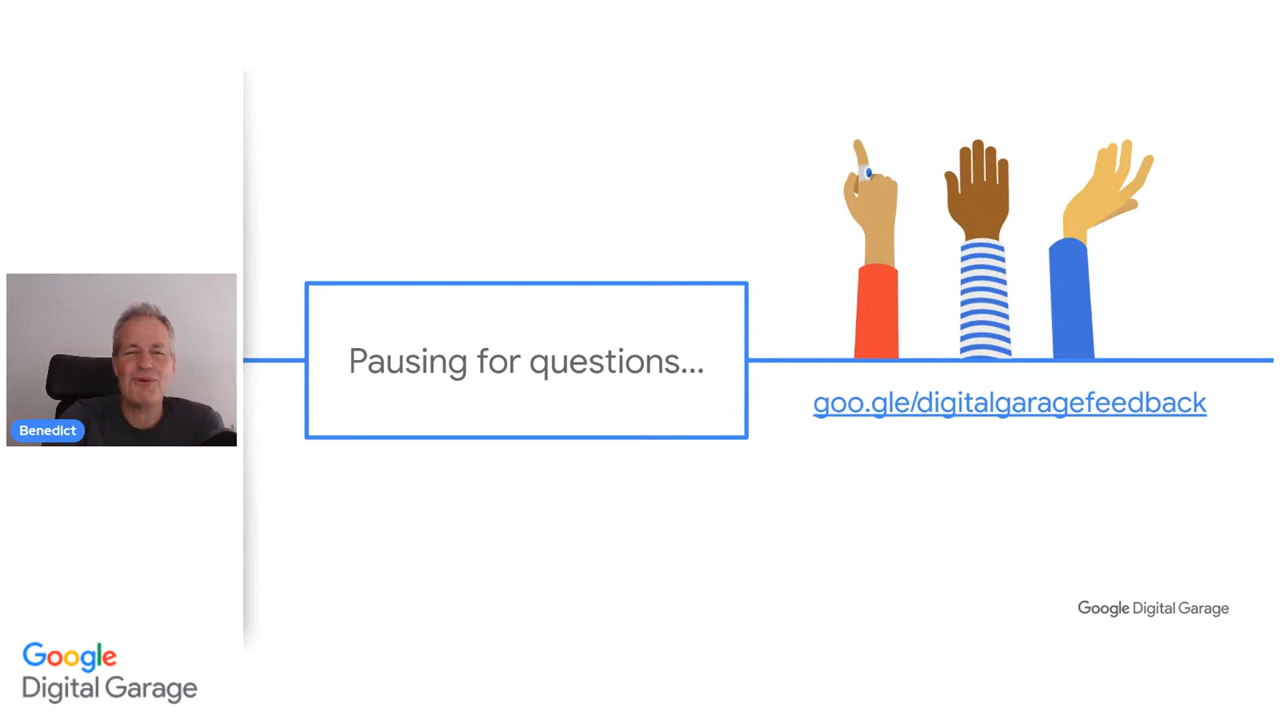 Benedict
Pausing for questions...
goo.gle/digitalgaragefeedback
Google Digital Garage
Google
Digital Garage